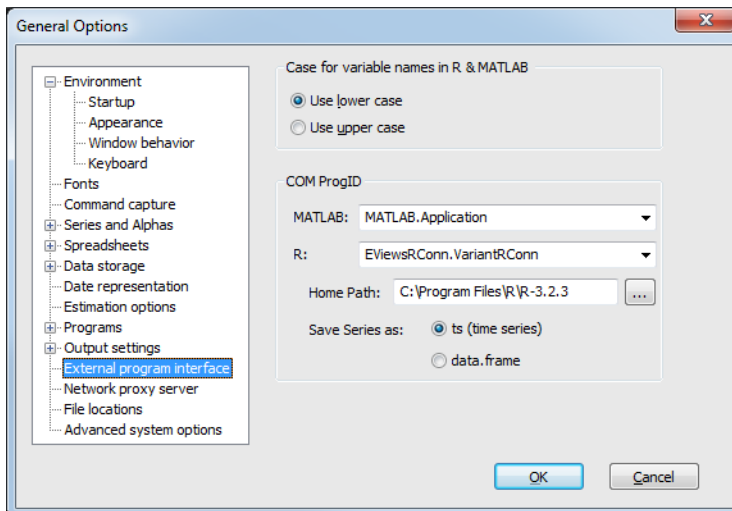 General Options
Environment
Startup
Appearance
Window behavior
Keyboard
Fonts
Command capture
Series and Alphas
Spreadsheets
Data storage
Date representation
Estimation options
Programs
Output settings
External program interface
Network proxy server
File locations
Advanced system options
Case for variable names in R & MATLAB
Use lower case
Use upper case
COM ProgID
MATLAB: MATLAB.Application
R: EViewsRConn.VariantRConn
Home Path: C:\Program Files\R\R-3.2.3 ...
Save Series as: ts (time series)
data.frame
OK Cancel